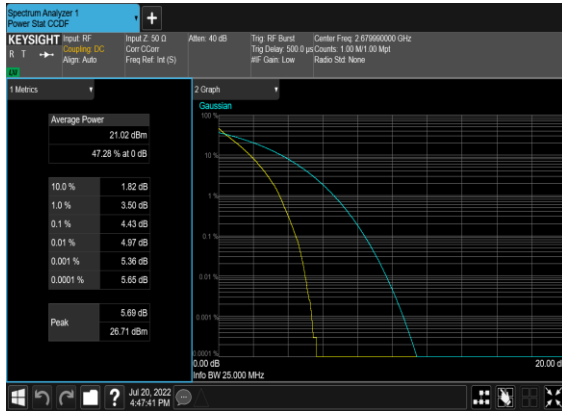 Spectrum Analyzer 1
Power Stat CCDF
KEYSIGHT
R T
LU
Input: RF
Coupling: DC
Align: Auto
Input Z: 50 Ω
Corr CCorr
Freq Ref: Int (S)
Atten: 40 dB
Trig: RF Burst
Trig Delay: 500.0 µs
#IF Gain: Low
Center Freq: 2.679990000 GHz
Counts: 1.00 M/1.00 Mpt
Radio Std: None
1 Metrics
Average Power
21.02 dBm
47.28 % at 0 dB
10.0 % 1.82 dB
1.0 % 3.50 dB
0.1 % 4.43 dB
0.01 % 4.97 dB
0.001 % 5.36 dB
0.0001 % 5.65 dB
Peak
5.69 dB
26.71 dBm
2 Graph
Gaussian
100 %
10 %
1 %
0.1 %
0.01 %
0.001 %
0.0001 %
0.00 dB
20.00 d
Info BW 25.000 MHz
Jul 20, 2022
4:47:41 PM